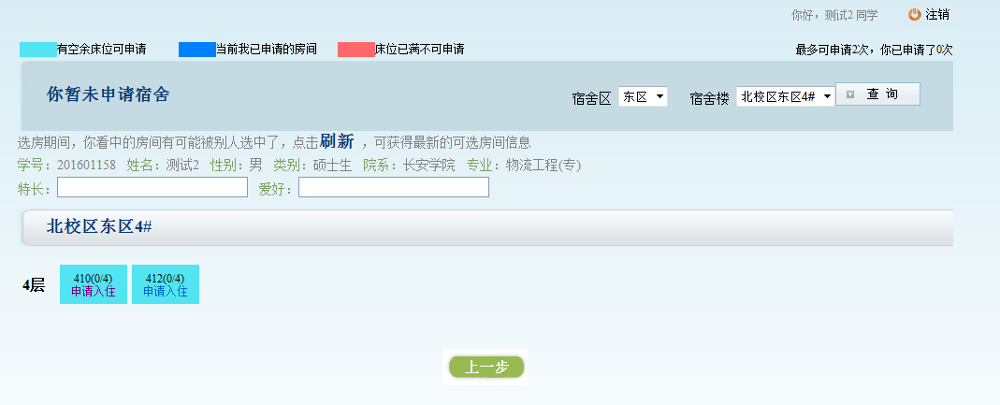 你好，测试2 同学 注销
有空余床位可申请 当前我已申请的房间 床位已满不可申请 最多可申请2次，你已申请了0次
你暂未申请宿舍 宿舍区 东区 宿舍楼 北校区东区4# 查 询
选房期间，你看中的房间有可能被别人选中了，点击刷新 ，可获得最新的可选房间信息
学号：201601158 姓名：测试2 性别：男 类别：硕士生 院系：长安学院 专业：物流工程(专)
特长： 爱好：
北校区东区4#
4层 410(0/4) 412(0/4)
申请入住 申请入住
上一步